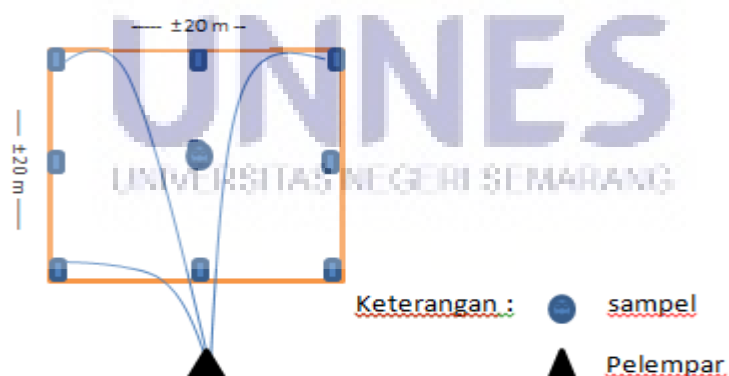 ±20 m
±20 m
UNNES
UNIVERSITAS NEGERI SEMARANG
Keterangan : sampel
Pelempar